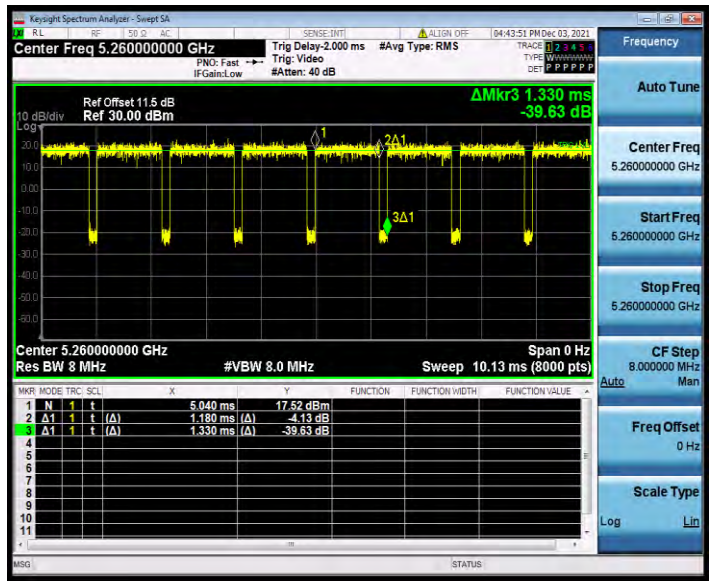 Keysight Spectrum Analyzer - Swept SA
RL RF 50 Ω AC SENSE:INT ALIGN OFF 04:43:51 PM Dec 03, 2021
Center Freq 5.260000000 GHz
Trig Delay-2.000 ms #Avg Type: RMS
TRACE 1 2 3 4 5 6
PNO: Fast Trig: Video
TYPE WWWWWW
IFGain:Low #Atten: 40 dB
DET P P P P P P
ΔMkr3 1.330 ms
-39.63 dB
Ref Offset 11.5 dB
10 dB/div Ref 30.00 dBm
Log
20.0
10.0
0.00
-10.0
-20.0
-30.0
-40.0
-50.0
-60.0
1
2Δ1
3Δ1
Center 5.260000000 GHz Span 0 Hz
Res BW 8 MHz #VBW 8.0 MHz Sweep 10.13 ms (8000 pts)
MKR MODE TRC SCL X Y FUNCTION FUNCTION WIDTH FUNCTION VALUE
1 N 1 t 5.040 ms 17.52 dBm
2 Δ1 1 t (Δ) 1.180 ms (Δ) -4.13 dB
3 Δ1 1 t (Δ) 1.330 ms (Δ) -39.63 dB
4
5
6
7
8
9
10
11
MSG STATUS
Frequency
Auto Tune
Center Freq
5.260000000 GHz
Start Freq
5.260000000 GHz
Stop Freq
5.260000000 GHz
CF Step
8.000000 MHz
Auto Man
Freq Offset
0 Hz
Scale Type
Log Lin